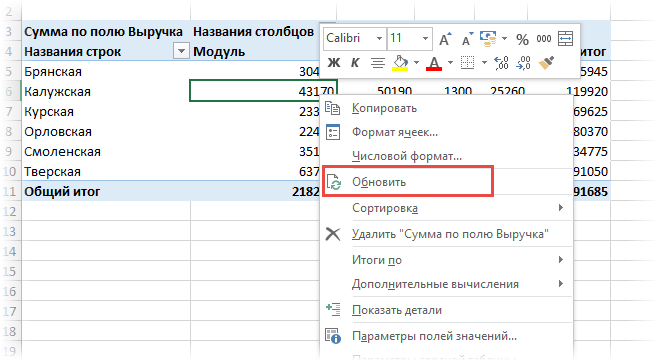 2
3 Сумма по полю Выручка Названия столбцов
Calibri 11 A A % 000
4 Названия строк Модуль итог
Ж К A ,00 ,0
5 Брянская 304 5945
6 Калужская 43170 50190 1300 25260 119920
7 Курская 233 69625
8 Орловская 224 80370
9 Смоленская 351 34775
10 Тверская 637 91050
11 Общий итог 2182 91685
12
13
14
15
16
17
18
19
Копировать
Формат ячеек...
Числовой формат...
Обновить
Сортировка
Удалить "Сумма по полю Выручка"
Итоги по
Дополнительные вычисления
Показать детали
Параметры полей значений...